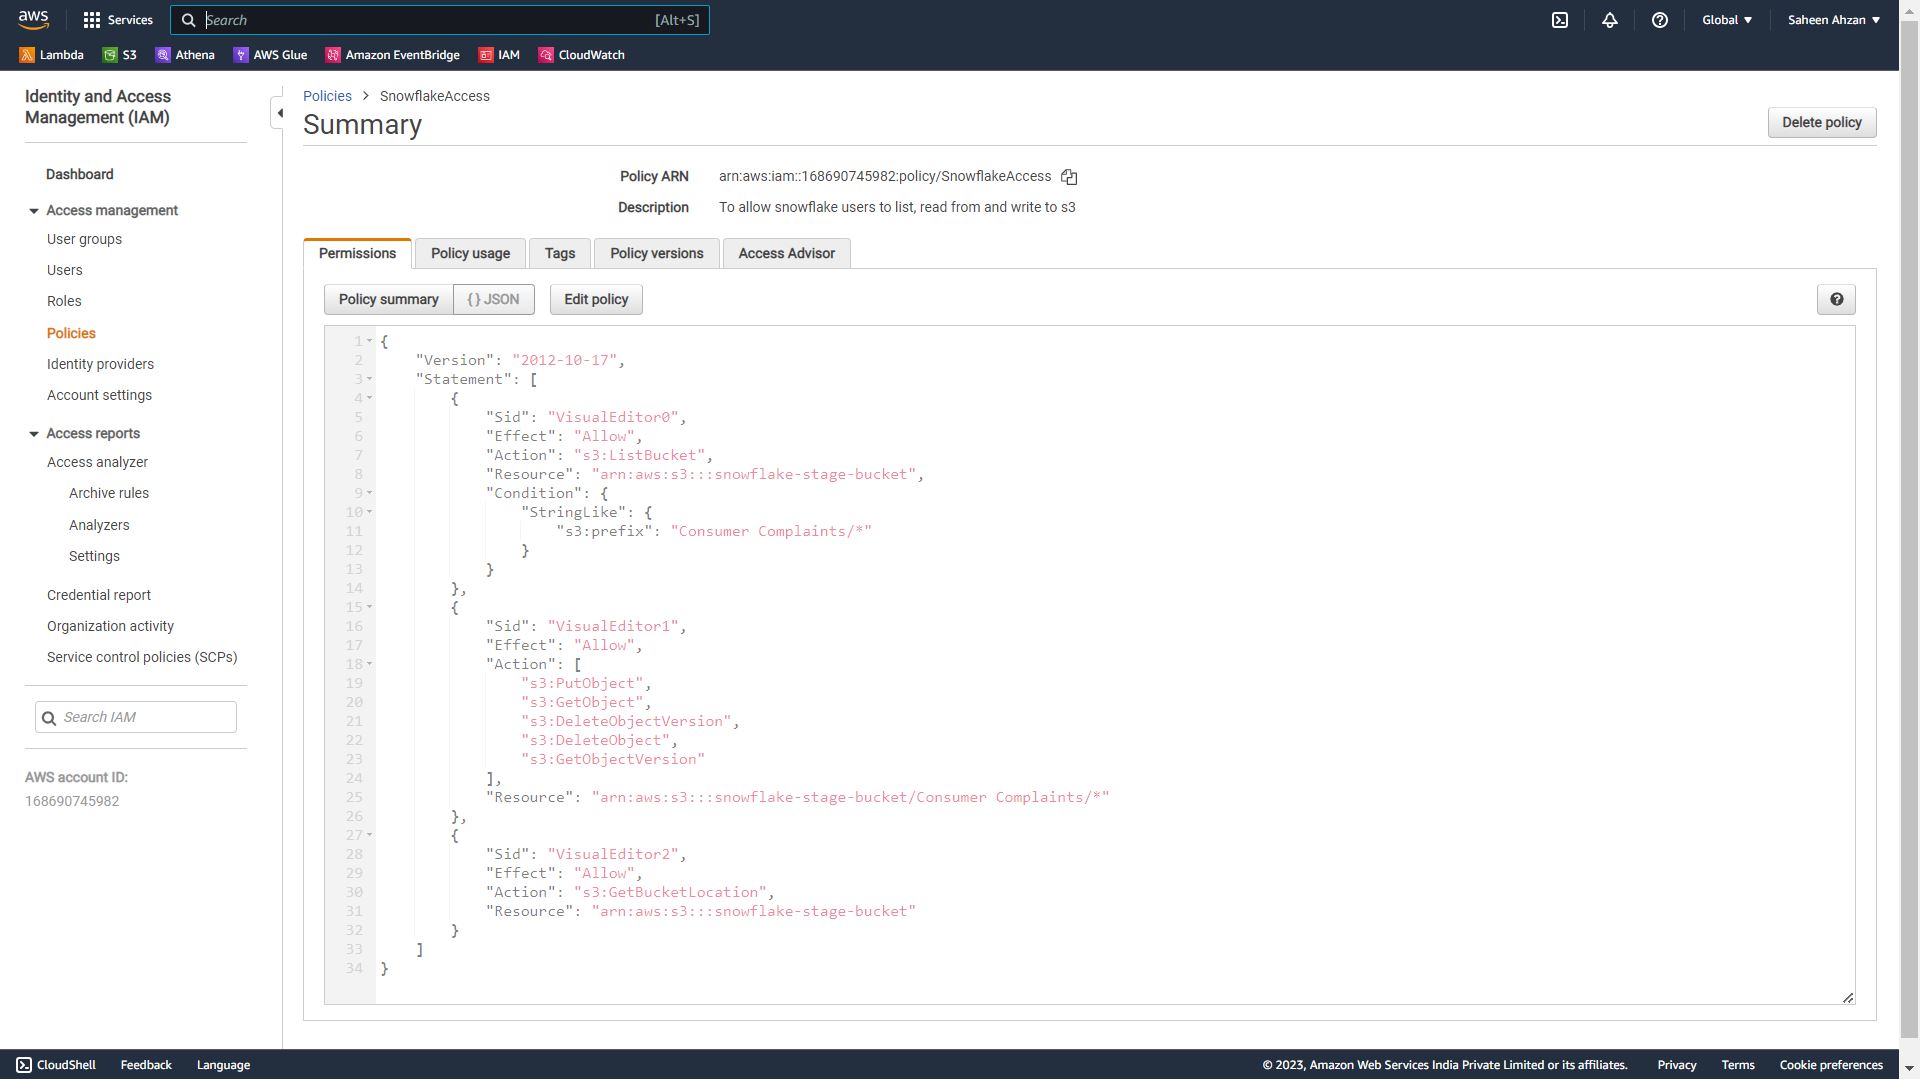 aws
Services
Search
[Alt+S]
Global
Saheen Ahzan
Lambda
S3
Athena
AWS Glue
Amazon EventBridge
IAM
CloudWatch
Identity and Access
Management (IAM)
Dashboard
Access management
User groups
Users
Roles
Policies
Identity providers
Account settings
Access reports
Access analyzer
Archive rules
Analyzers
Settings
Credential report
Organization activity
Service control policies (SCPs)
Search IAM
AWS account ID:
168690745982
Policies > SnowflakeAccess
Summary
Delete policy
Policy ARN arn:aws:iam::168690745982:policy/SnowflakeAccess
Description To allow snowflake users to list, read from and write to s3
Permissions
Policy usage
Tags
Policy versions
Access Advisor
Policy summary
{ } JSON
Edit policy
1 {
2     "Version": "2012-10-17",
3     "Statement": [
4         {
5             "Sid": "VisualEditor0",
6             "Effect": "Allow",
7             "Action": "s3:ListBucket",
8             "Resource": "arn:aws:s3:::snowflake-stage-bucket",
9             "Condition": {
10                 "StringLike": {
11                     "s3:prefix": "Consumer Complaints/*"
12                 }
13             }
14         },
15         {
16             "Sid": "VisualEditor1",
17             "Effect": "Allow",
18             "Action": [
19                 "s3:PutObject",
20                 "s3:GetObject",
21                 "s3:DeleteObjectVersion",
22                 "s3:DeleteObject",
23                 "s3:GetObjectVersion"
24             ],
25             "Resource": "arn:aws:s3:::snowflake-stage-bucket/Consumer Complaints/*"
26         },
27         {
28             "Sid": "VisualEditor2",
29             "Effect": "Allow",
30             "Action": "s3:GetBucketLocation",
31             "Resource": "arn:aws:s3:::snowflake-stage-bucket"
32         }
33     ]
34 }
CloudShell
Feedback
Language
© 2023, Amazon Web Services India Private Limited or its affiliates.
Privacy
Terms
Cookie preferences